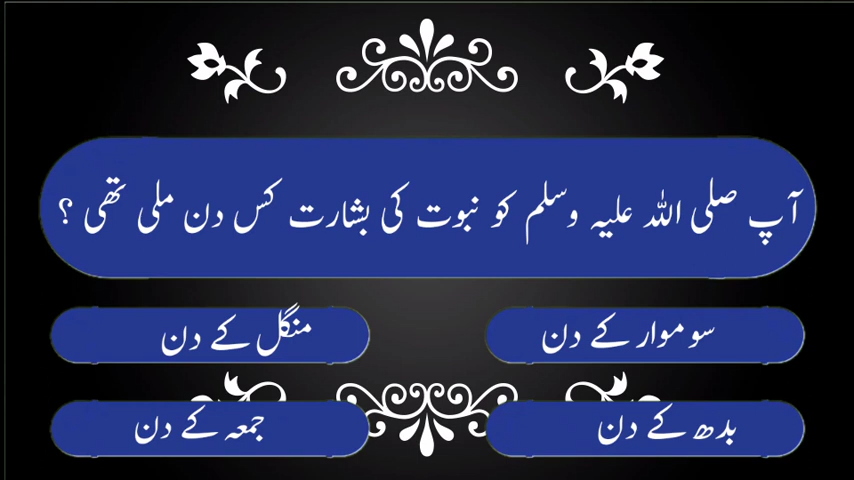 آپ صلی اللہ علیہ وسلم کو نبوت کی بشارت کس دن ملی تھی ؟
سوموار کے دن
منگل کے دن
بدھ کے دن
جمعہ کے دن